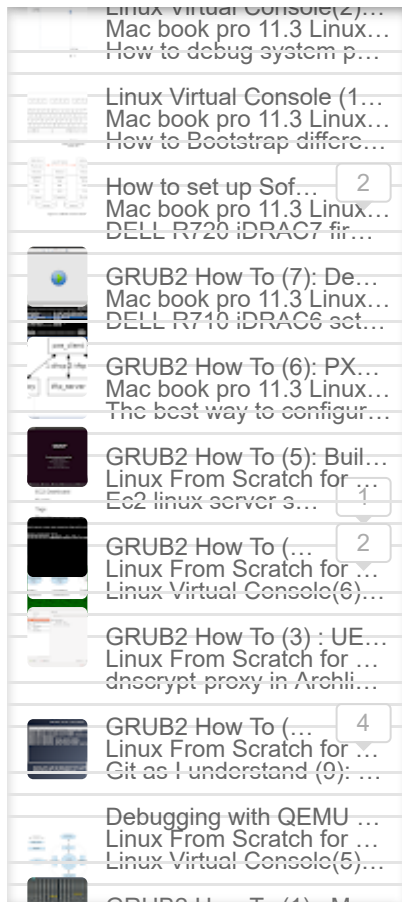 Linux Virtual Console(2)…
Mac book pro 11.3 Linux…
How to debug system p…
Linux Virtual Console (1…
Mac book pro 11.3 Linux…
How to Bootstrap differe…
How to set up Sof…
2
Mac book pro 11.3 Linux…
DELL R720 iDRAC7 fir…
GRUB2 How To (7): De…
Mac book pro 11.3 Linux…
DELL R710 iDRAC6 set…
GRUB2 How To (6): PX…
Mac book pro 11.3 Linux…
The best way to configur…
GRUB2 How To (5): Buil…
Linux From Scratch for …
Ec2 linux server s…
1
GRUB2 How To (…
2
Linux From Scratch for …
Linux Virtual Console(6)…
GRUB2 How To (3) : UE…
Linux From Scratch for …
dnscrypt-proxy in Archli…
GRUB2 How To (…
4
Linux From Scratch for …
Git as I understand (9): …
Debugging with QEMU …
Linux From Scratch for …
Linux Virtual Console(5)…
GRUB2 How To (1) : M…